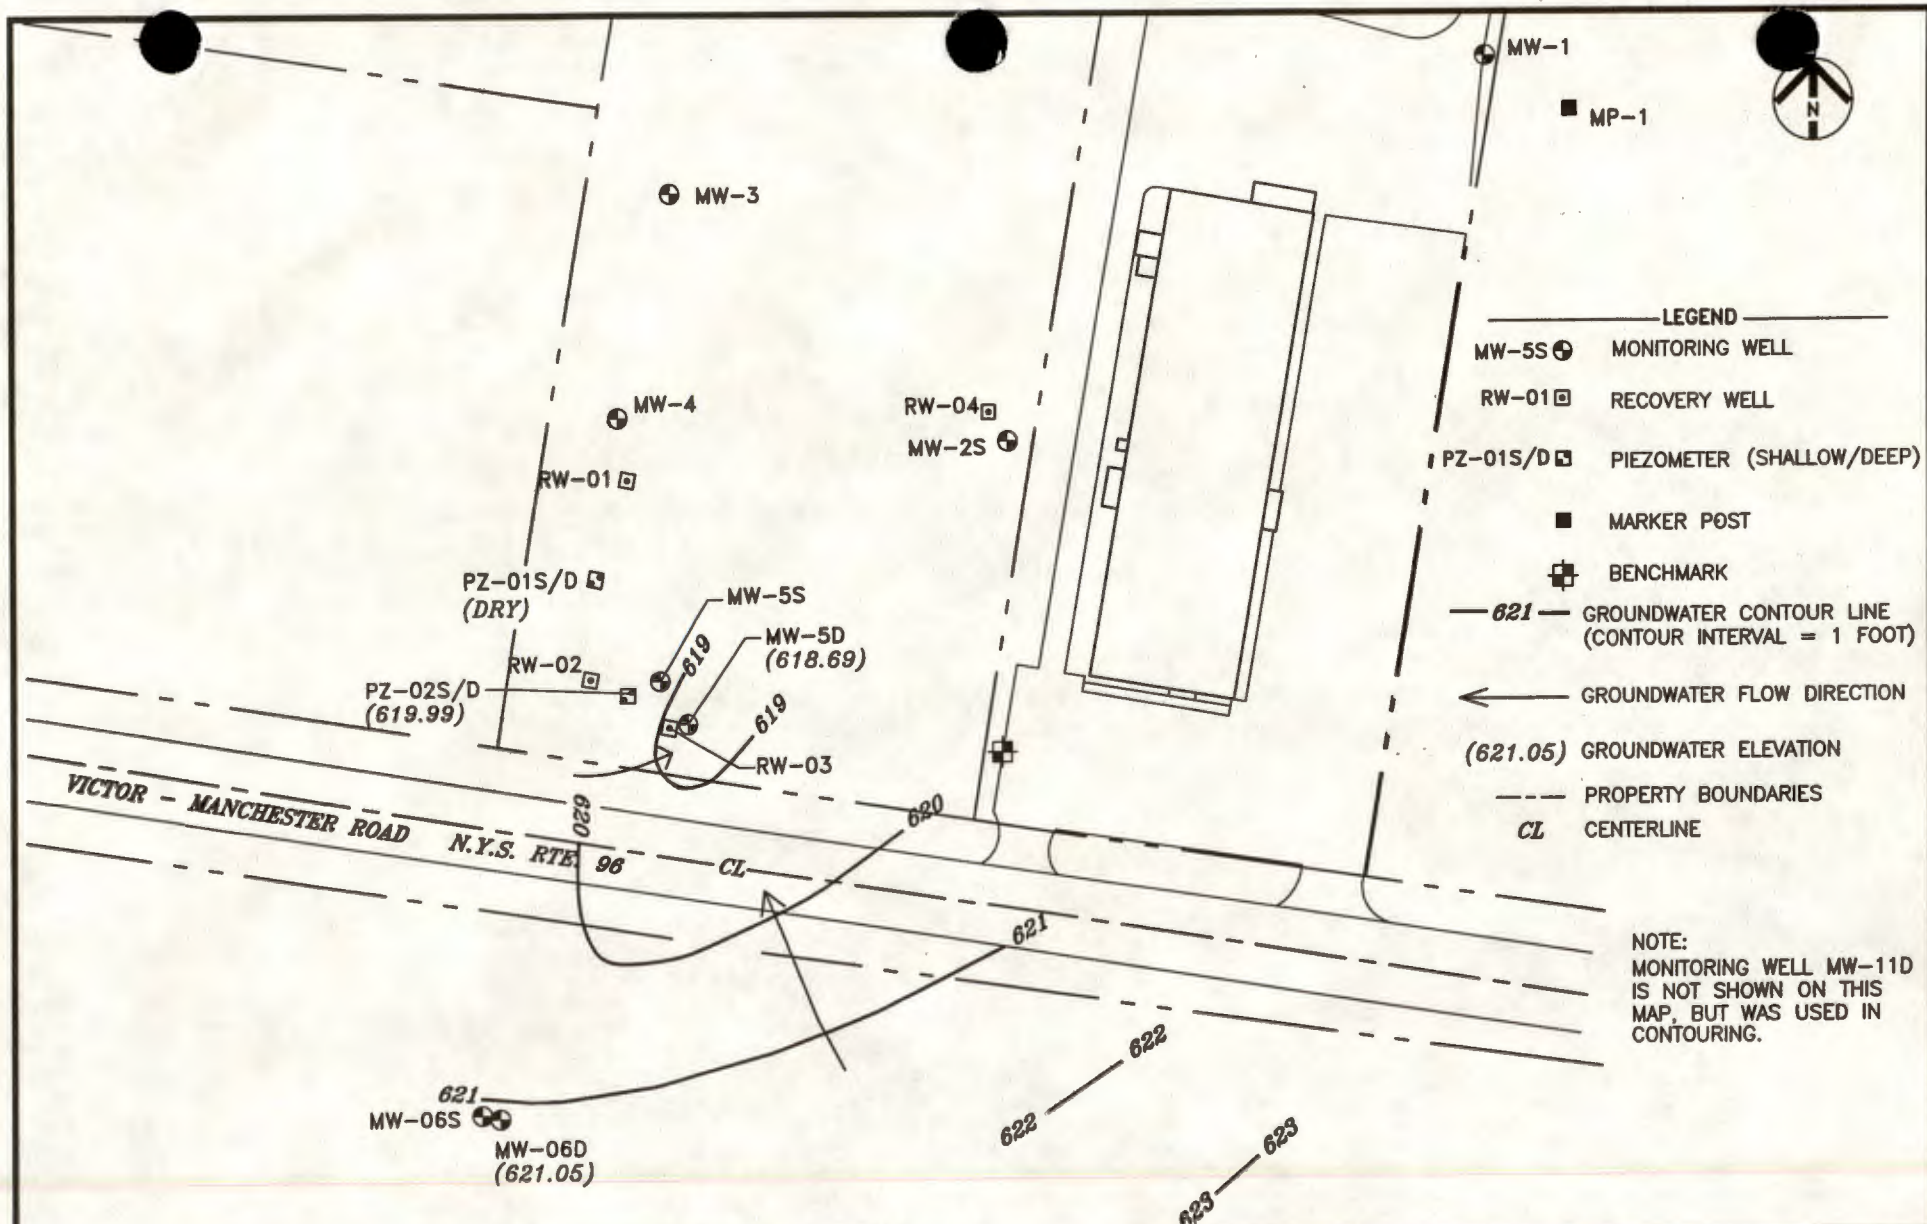 MW-1
MP-1
N
MW-3
MW-4
RW-04
MW-2S
RW-01
PZ-01S/D
(DRY)
MW-5S
MW-5D
(618.69)
619
619
RW-02
PZ-02S/D
(619.99)
RW-03
620
620
VICTOR - MANCHESTER ROAD N.Y.S. RTE. 96
CL
621
621
MW-06S
MW-06D
(621.05)
622
622
623
623
LEGEND
MW-5S MONITORING WELL
RW-01 RECOVERY WELL
PZ-01S/D PIEZOMETER (SHALLOW/DEEP)
MARKER POST
BENCHMARK
621 GROUNDWATER CONTOUR LINE
(CONTOUR INTERVAL = 1 FOOT)
GROUNDWATER FLOW DIRECTION
(621.05) GROUNDWATER ELEVATION
PROPERTY BOUNDARIES
CL CENTERLINE
NOTE:
MONITORING WELL MW-11D
IS NOT SHOWN ON THIS
MAP, BUT WAS USED IN
CONTOURING.